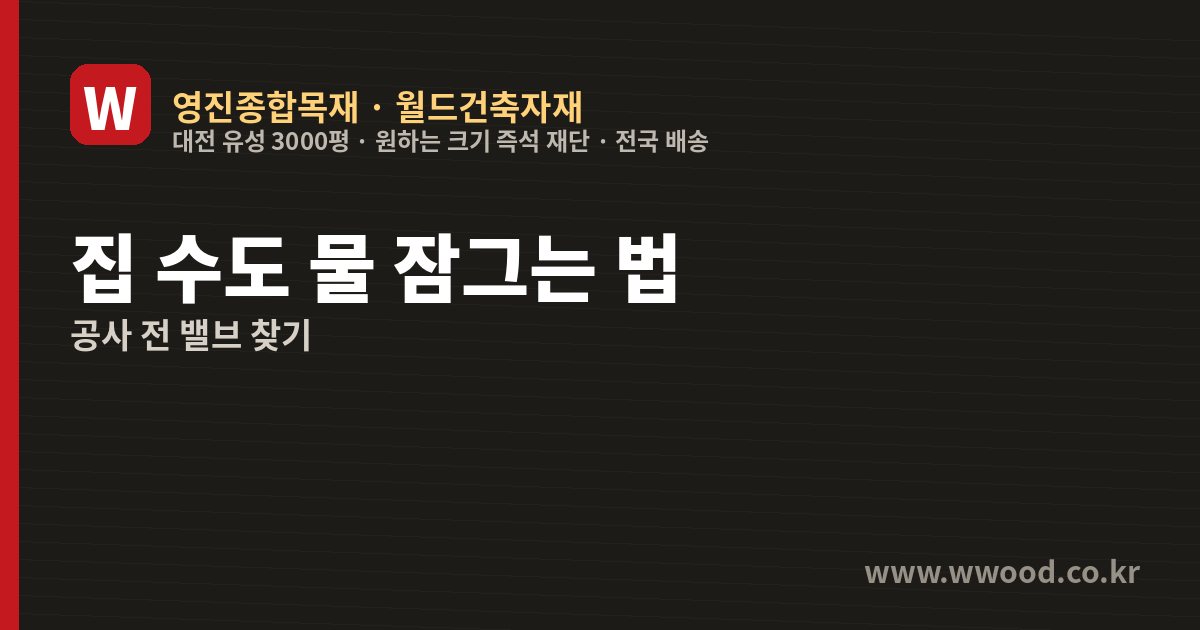 W
영진종합목재 · 월드건축자재
대전 유성 3000평 · 원하는 크기 즉석 재단 · 전국 배송
집 수도 물 잠그는 법
공사 전 밸브 찾기
www.wwood.co.kr